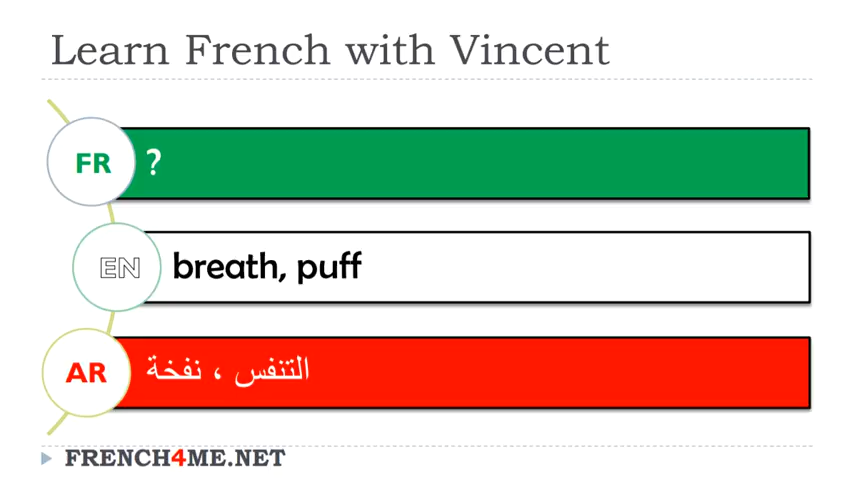 Learn French with Vincent
FR ?
EN breath, puff
AR التنفس ، نفخة
FRENCH4ME.NET